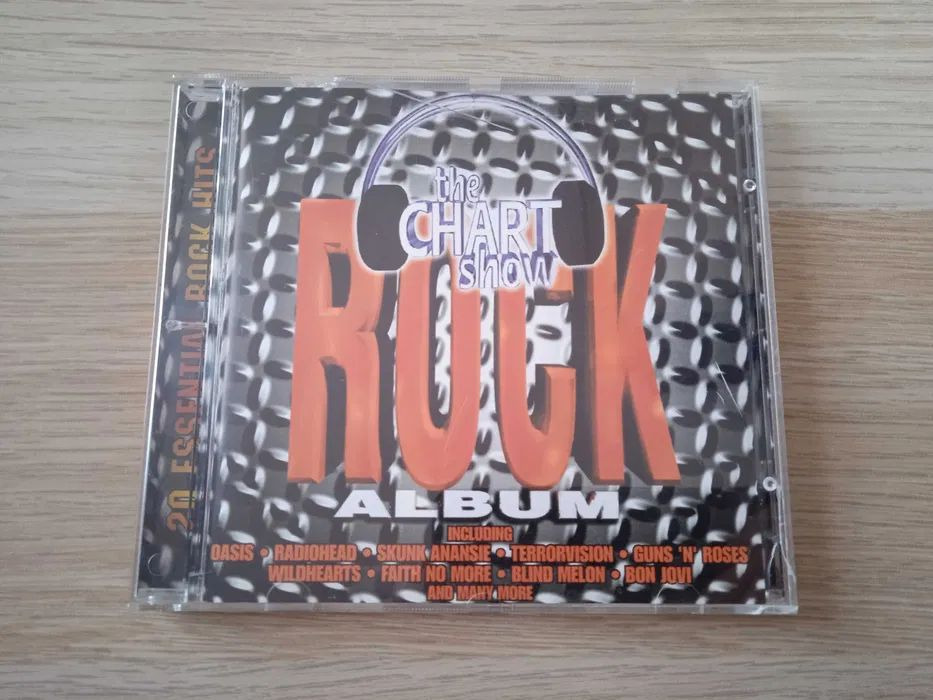 20 ESSENTIAL ROCK HITS
the
CHART
show
ROCK
ALBUM
INCLUDING
OASIS • RADIOHEAD • SKUNK ANANSIE • TERRORVISION • GUNS 'N' ROSES
WILDHEARTS • FAITH NO MORE • BLIND MELON • BON JOVI
AND MANY MORE